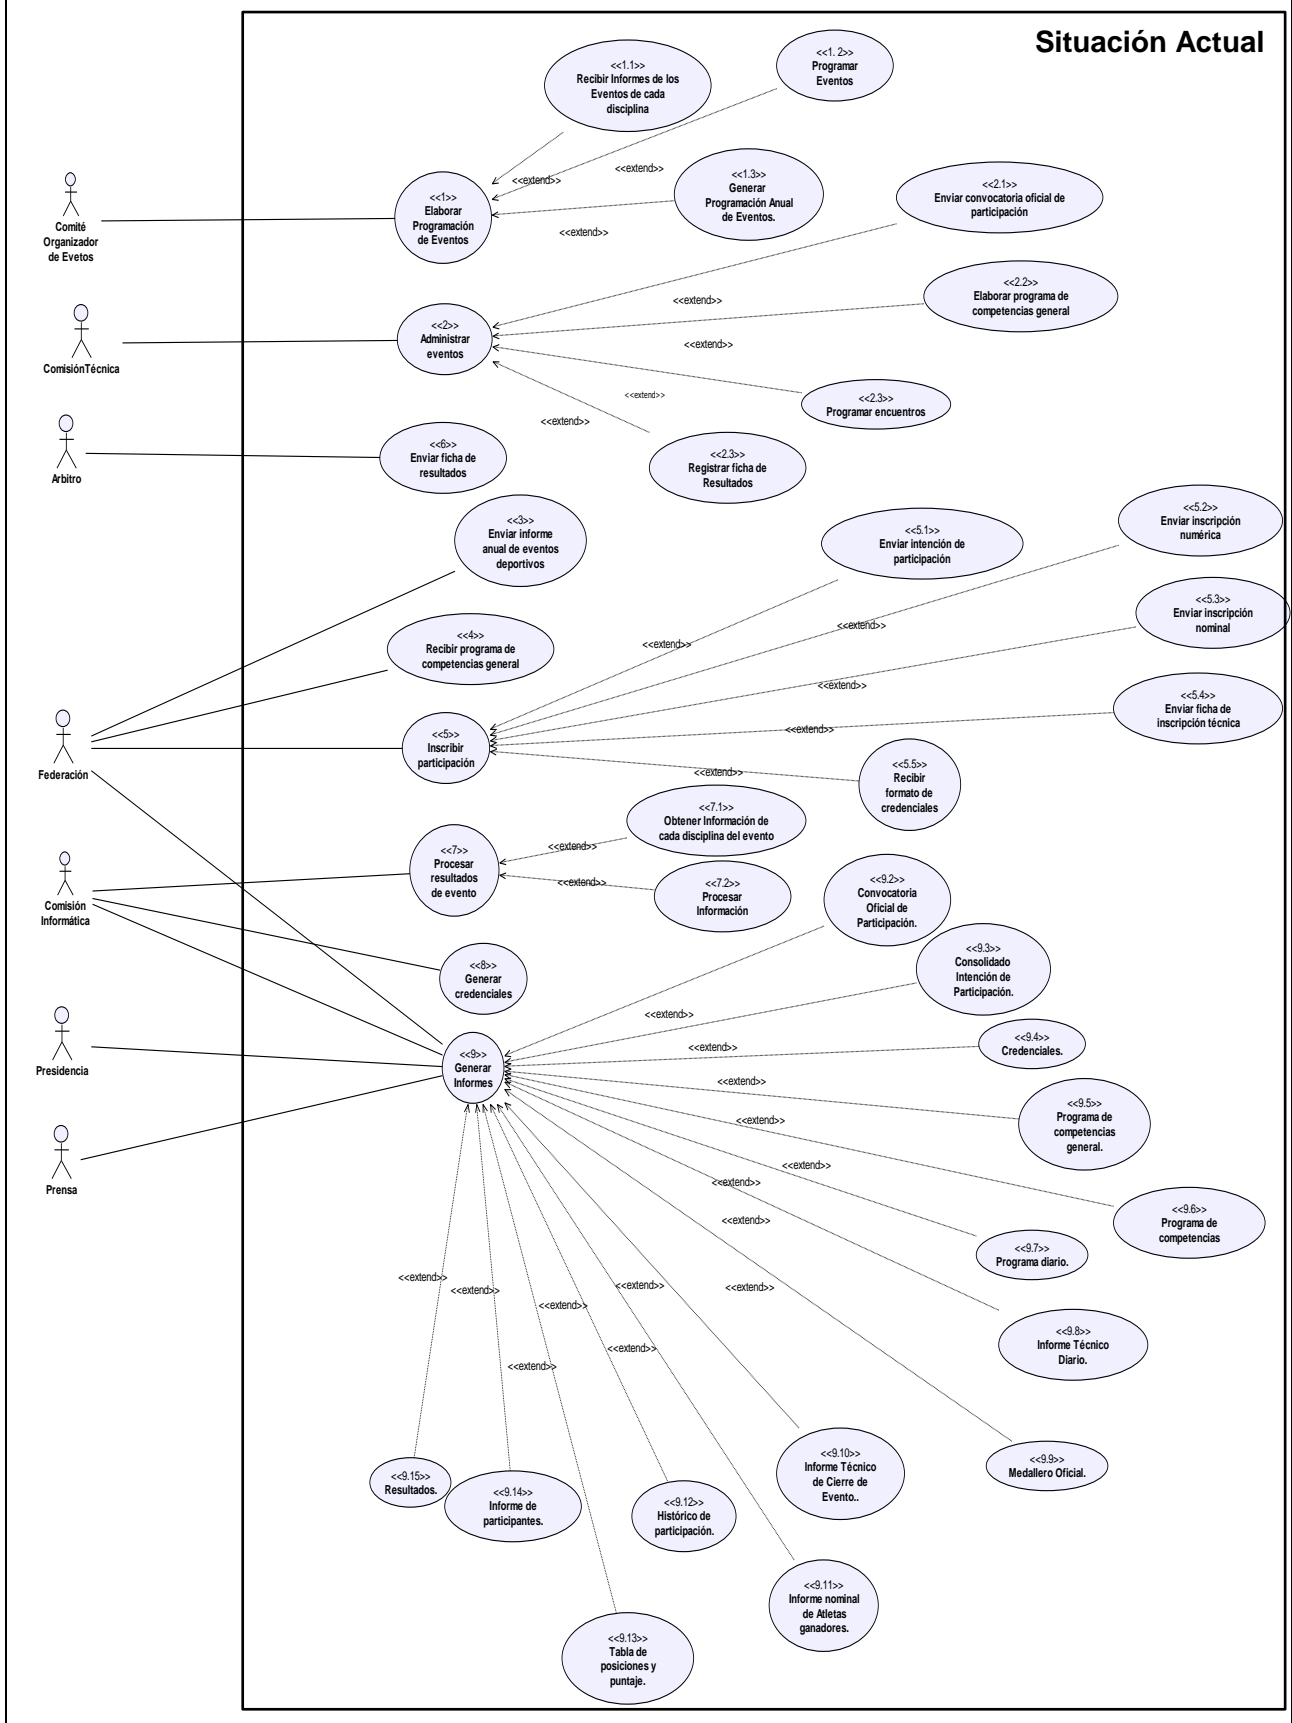 Situación Actual
<<1.1>>
Recibir Informes de los
Eventos de cada
disciplina
<<1. 2>>
Programar
Eventos
<<1.3>>
Generar
Programación Anual
de Eventos.
<<extend>>
<<extend>>
<<extend>>
<<1>>
Elaborar
Programación
de Eventos
Comité
Organizador
de Evetos
<<2.1>>
Enviar convocatoria oficial de
participación
<<2.2>>
Elaborar programa de
competencias general
<<extend>>
<<extend>>
<<extend>>
<<extend>>
<<2>>
Administrar
eventos
ComisiónTécnica
<<2.3>>
Programar encuentros
<<2.3>>
Registrar ficha de
Resultados
<<6>>
Enviar ficha de
resultados
Arbitro
<<3>>
Enviar informe
anual de eventos
deportivos
<<4>>
Recibir programa de
competencias general
<<5.1>>
Enviar intención de
participación
<<5.2>>
Enviar inscripción
numérica
<<5.3>>
Enviar inscripción
nominal
<<5.4>>
Enviar ficha de
inscripción técnica
<<5.5>>
Recibir
formato de
credenciales
<<extend>>
<<extend>>
<<extend>>
<<extend>>
<<extend>>
<<5>>
Inscribir
participación
Federación
<<7.1>>
Obtener Información de
cada disciplina del evento
<<7.2>>
Procesar
Información
<<extend>>
<<extend>>
<<7>>
Procesar
resultados
de evento
Comisión
Informática
<<8>>
Generar
credenciales
<<9.2>>
Convocatoria
Oficial de
Participación.
<<9.3>>
Consolidado
Intención de
Participación.
<<9.4>>
Credenciales.
<<9.5>>
Programa de
competencias
general.
<<9.6>>
Programa de
competencias
<<9.7>>
Programa diario.
<<9.8>>
Informe Técnico
Diario.
<<9.9>>
Medallero Oficial.
<<extend>>
<<extend>>
<<extend>>
<<extend>>
<<extend>>
<<extend>>
<<extend>>
<<extend>>
<<extend>>
<<9>>
Generar
Informes
Presidencia
Prensa
<<extend>>
<<extend>>
<<extend>>
<<extend>>
<<extend>>
<<extend>>
<<9.15>>
Resultados.
<<9.14>>
Informe de
participantes.
<<9.12>>
Histórico de
participación.
<<9.10>>
Informe Técnico
de Cierre de
Evento..
<<9.11>>
Informe nominal
de Atletas
ganadores.
<<9.13>>
Tabla de
posiciones y
puntaje.